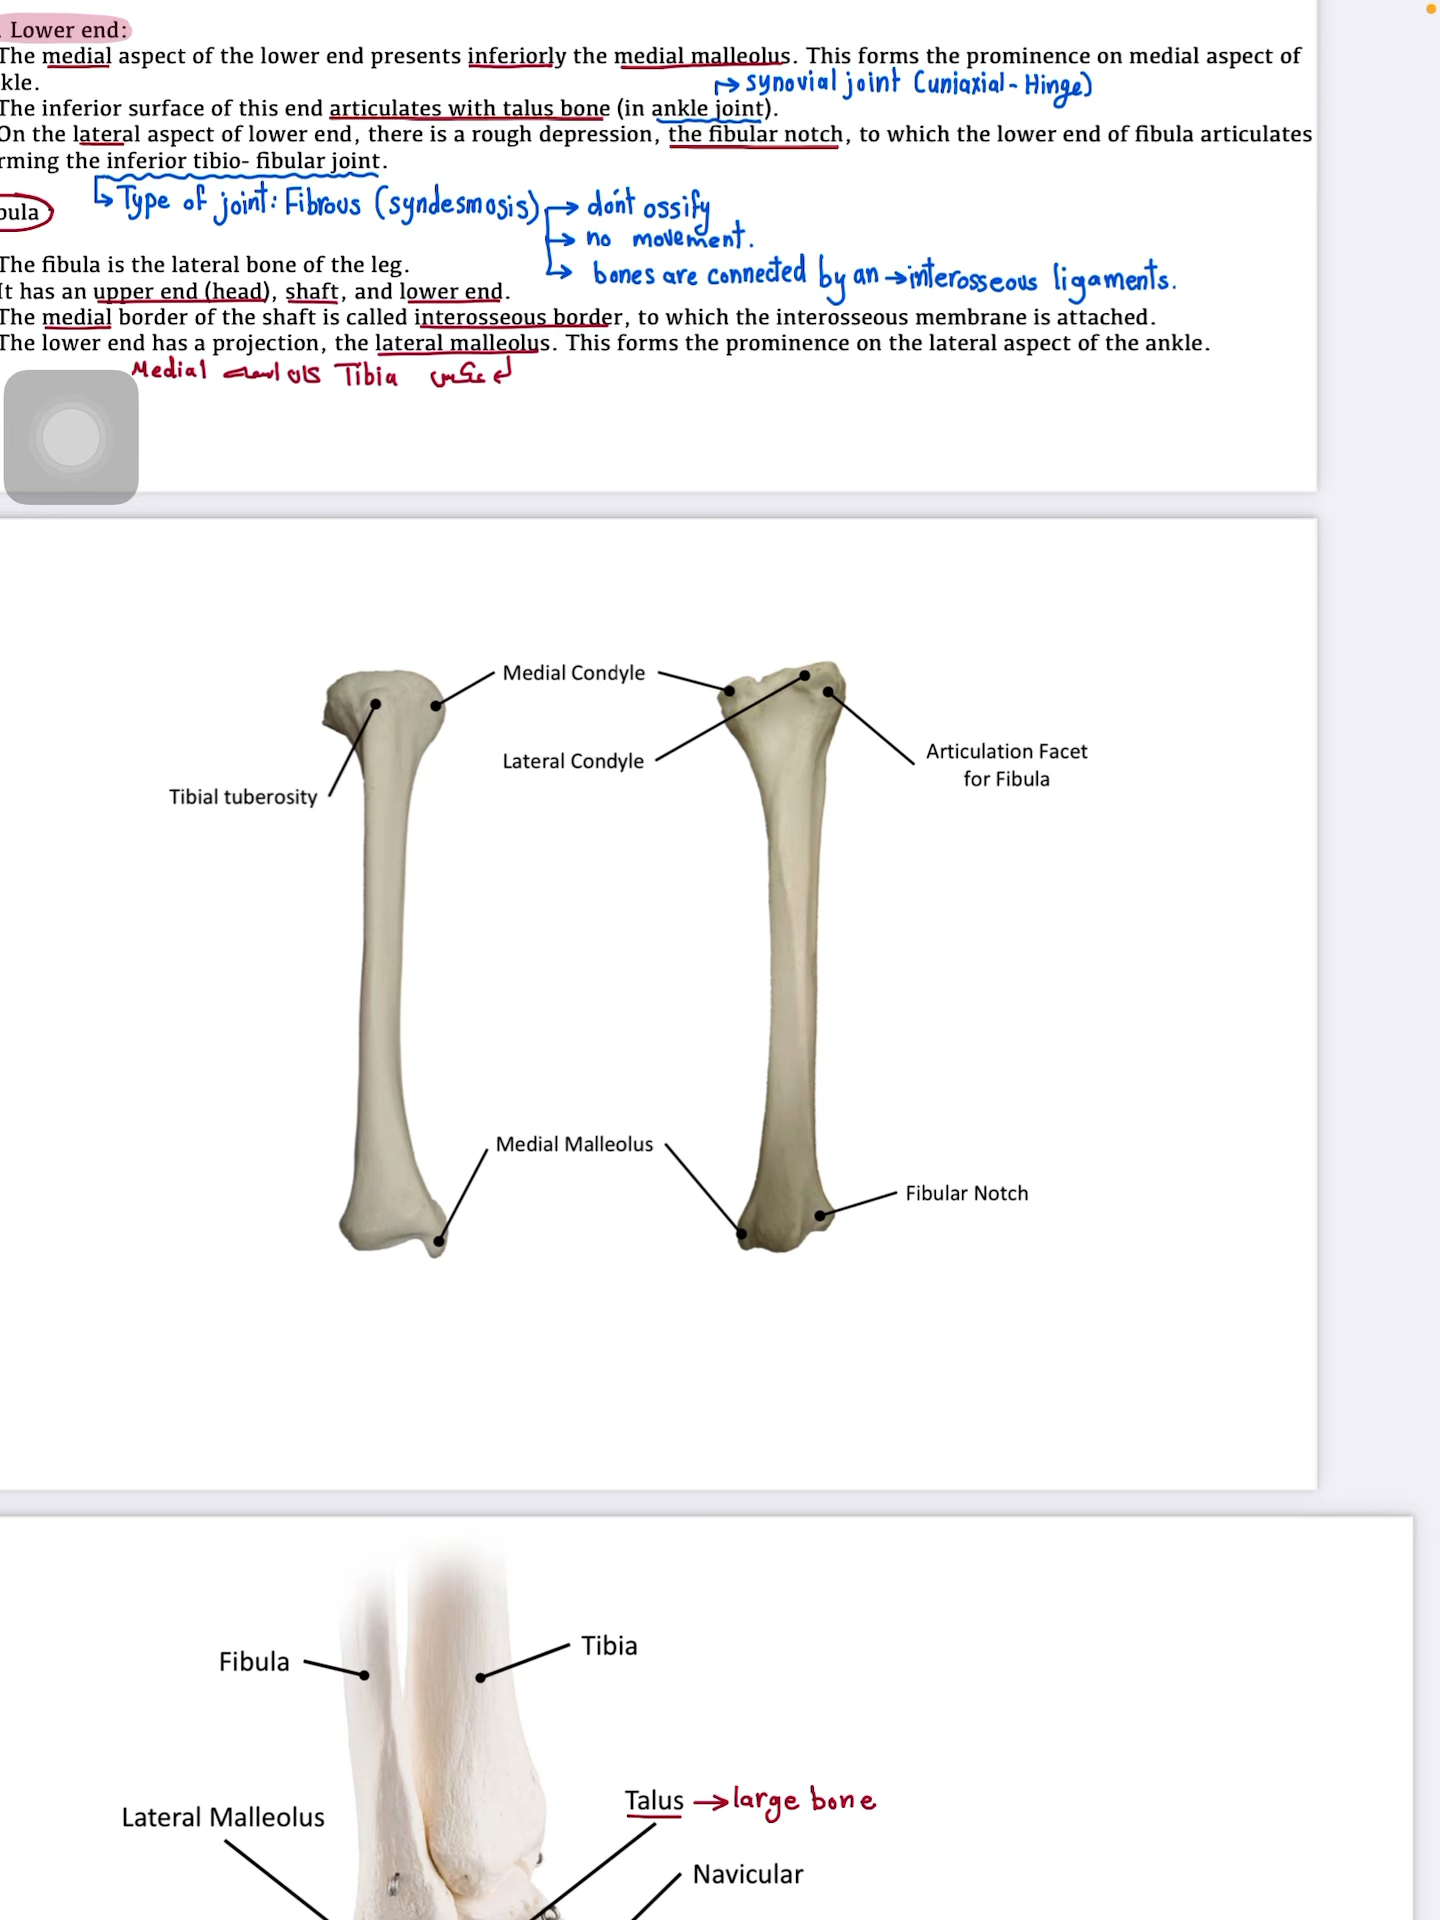 . Lower end:
The medial aspect of the lower end presents inferiorly the medial malleolus. This forms the prominence on medial aspect of
kle.
↱ synovial joint (uniaxial - Hinge)
The inferior surface of this end articulates with talus bone (in ankle joint).
On the lateral aspect of lower end, there is a rough depression, the fibular notch, to which the lower end of fibula articulates
rming the inferior tibio- fibular joint.
↳ Type of joint: Fibrous (syndesmosis) → don't ossify
bula
→ no movement.
The fibula is the lateral bone of the leg.
↳ bones are connected by an → interosseous ligaments.
It has an upper end (head), shaft, and lower end.
The medial border of the shaft is called interosseous border, to which the interosseous membrane is attached.
The lower end has a projection, the lateral malleolus. This forms the prominence on the lateral aspect of the ankle.
عكس Tibia كان اسمه Medial
Medial Condyle
Lateral Condyle
Articulation Facet
for Fibula
Tibial tuberosity
Medial Malleolus
Fibular Notch
Tibia
Fibula
Talus → large bone
Lateral Malleolus
Navicular